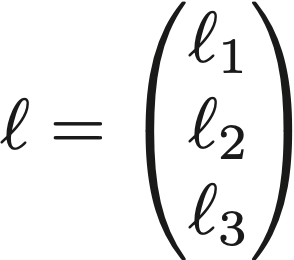 ℓ = (ℓ₁
ℓ₂
ℓ₃)